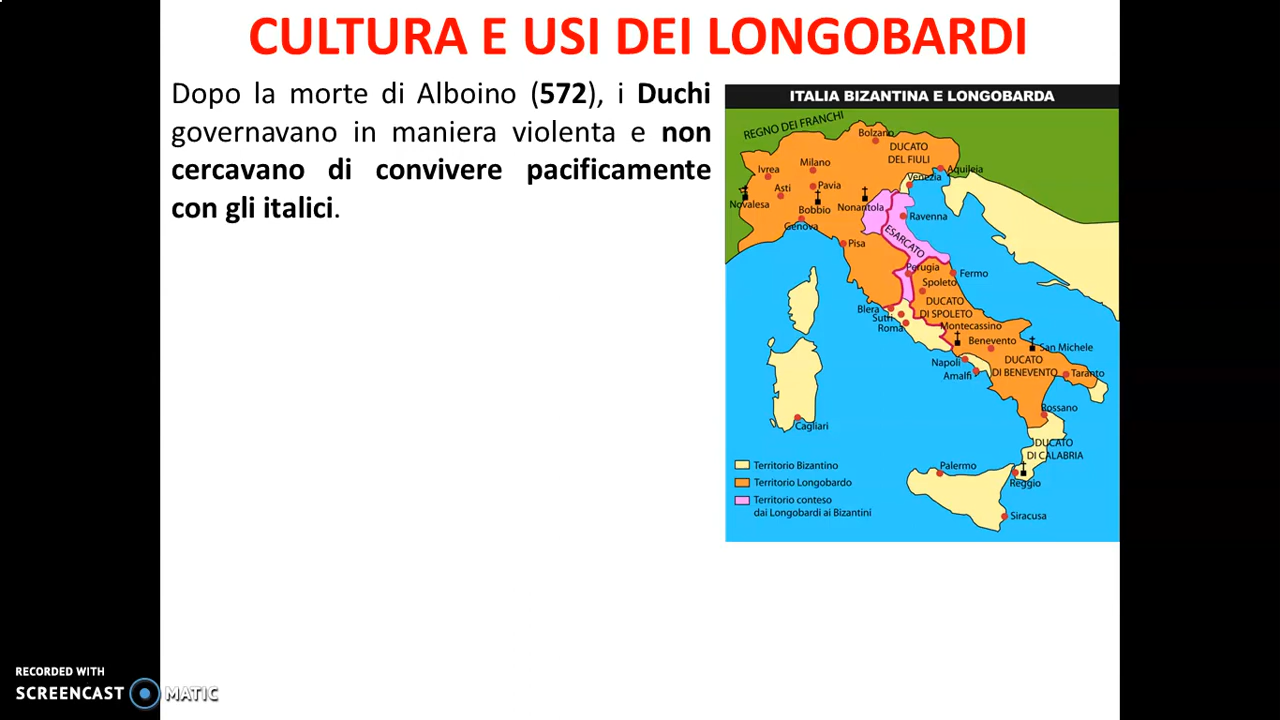 CULTURA E USI DEI LONGOBARDI
Dopo la morte di Alboino (572), i Duchi
governavano in maniera violenta e non
cercavano di convivere pacificamente
con gli italici.
ITALIA BIZANTINA E LONGOBARDA
REGNO DEI FRANCHI
Bolzano
DUCATO
DEL FIULI
Aquileia
Venezia
Ivrea
Milano
Asti
Pavia
Novalesa
Bobbio
Nonantola
Genova
Ravenna
ESARCATO
Pisa
Perugia
Fermo
Spoleto
DUCATO
DI SPOLETO
Blera
Sutri
Roma
Montecassino
Benevento
San Michele
DUCATO
DI BENEVENTO
Napoli
Amalfi
Taranto
Rossano
Cagliari
DUCATO
DI CALABRIA
Palermo
Reggio
Siracusa
Territorio Bizantino
Territorio Longobardo
Territorio conteso
dai Longobardi ai Bizantini
RECORDED WITH
SCREENCAST MATIC